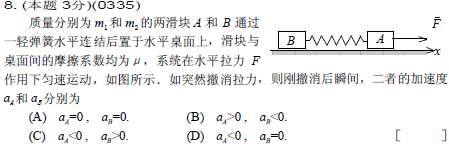 8. (本题 3分)(0335)
质量分别为 m₁ 和 m₂ 的两滑块 A 和 B 通过
一轻弹簧水平连结后置于水平桌面上，滑块与
桌面间的摩擦系数均为 μ，系统在水平拉力 F
作用下匀速运动，如图所示．如突然撤消拉力，则刚撤消后瞬间，二者的加速度
a_A 和 a_B 分别为
(A) a_A=0 , a_B=0. (B) a_A>0 , a_B<0.
(C) a_A<0 , a_B>0. (D) a_A<0 , a_B=0. [ ]
B A F⃗ x